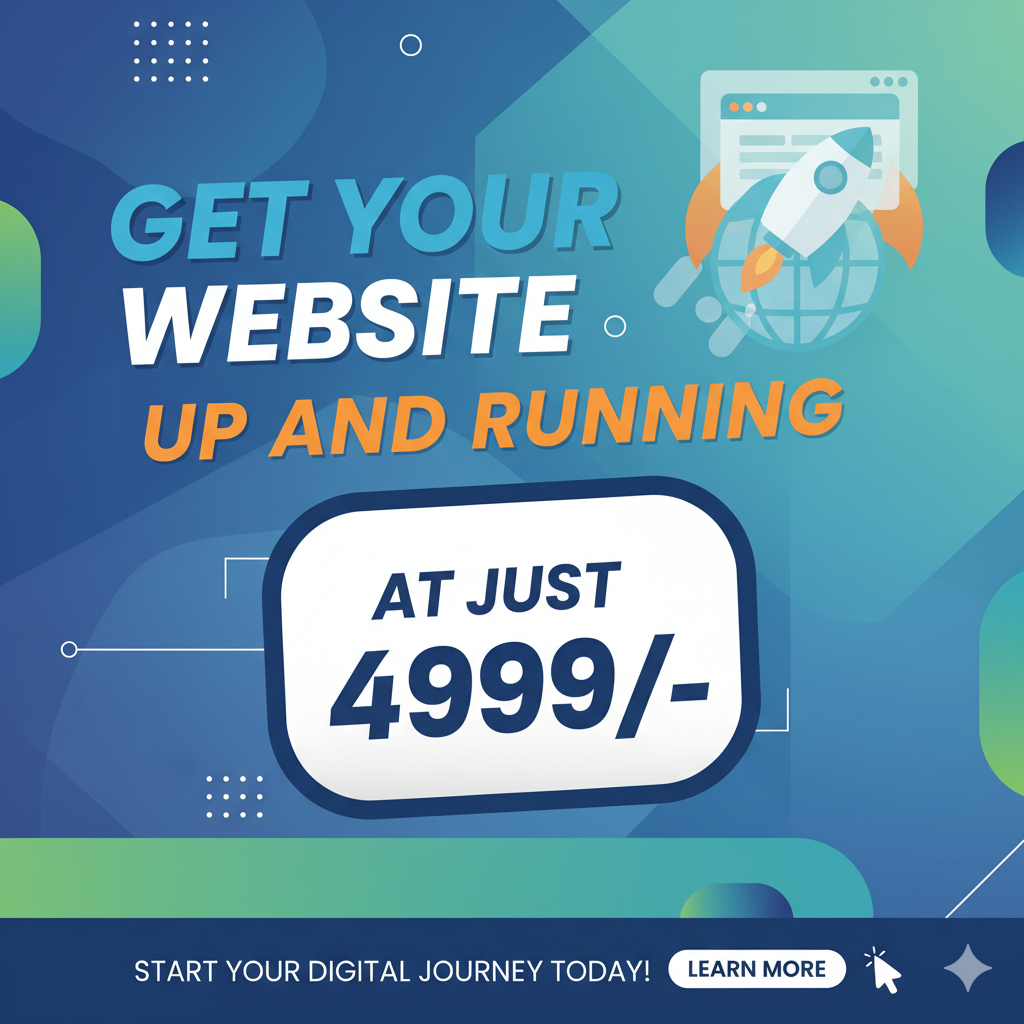 GET YOUR
WEBSITE
UP AND RUNNING
AT JUST
4999/-
START YOUR DIGITAL JOURNEY TODAY!
LEARN MORE